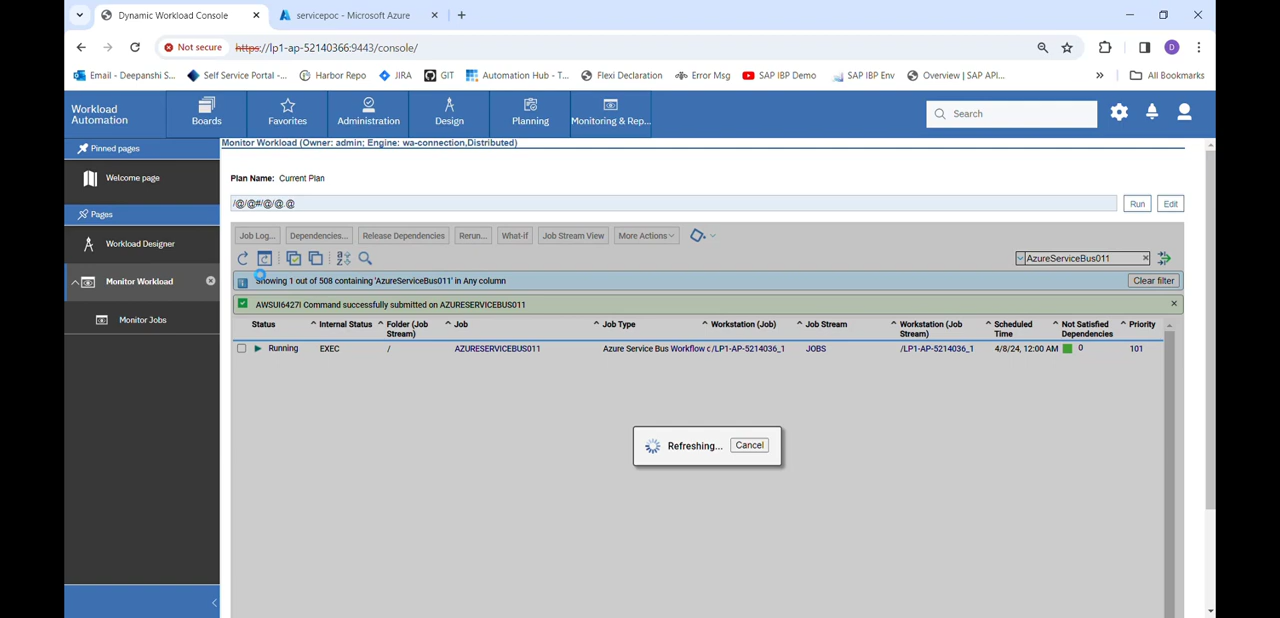 Dynamic Workload Console
servicepoc - Microsoft Azure
Not secure https://lp1-ap-52140366:9443/console/
D
Email - Deepanshi S...
Self Service Portal -...
Harbor Repo
JIRA
GIT
Automation Hub - T...
Flexi Declaration
Error Msg
SAP IBP Demo
SAP IBP Env
Overview | SAP API...
»
All Bookmarks
Workload
Automation
Boards
Favorites
Administration
Design
Planning
Monitoring & Rep...
Search
Pinned pages
Welcome page
Pages
Workload Designer
Monitor Workload
Monitor Jobs
Monitor Workload (Owner: admin; Engine: wa-connection,Distributed)
Plan Name: Current Plan
/@/@#/@/@.@
Run
Edit
Job Log...
Dependencies...
Release Dependencies
Rerun...
What-if
Job Stream View
More Actions
AzureServiceBus011
Showing 1 out of 508 containing 'AzureServiceBus011' in Any column
Clear filter
AWSUI6427I Command successfully submitted on AZURESERVICEBUS011
Status
Internal Status
Folder (Job
Stream)
Job
Job Type
Workstation (Job)
Job Stream
Workstation (Job
Stream)
Scheduled
Time
Not Satisfied
Dependencies
Priority
Running
EXEC
/
AZURESERVICEBUS011
Azure Service Bus Workflow c
/LP1-AP-5214036_1
JOBS
/LP1-AP-5214036_1
4/8/24, 12:00 AM
0
101
Refreshing...
Cancel